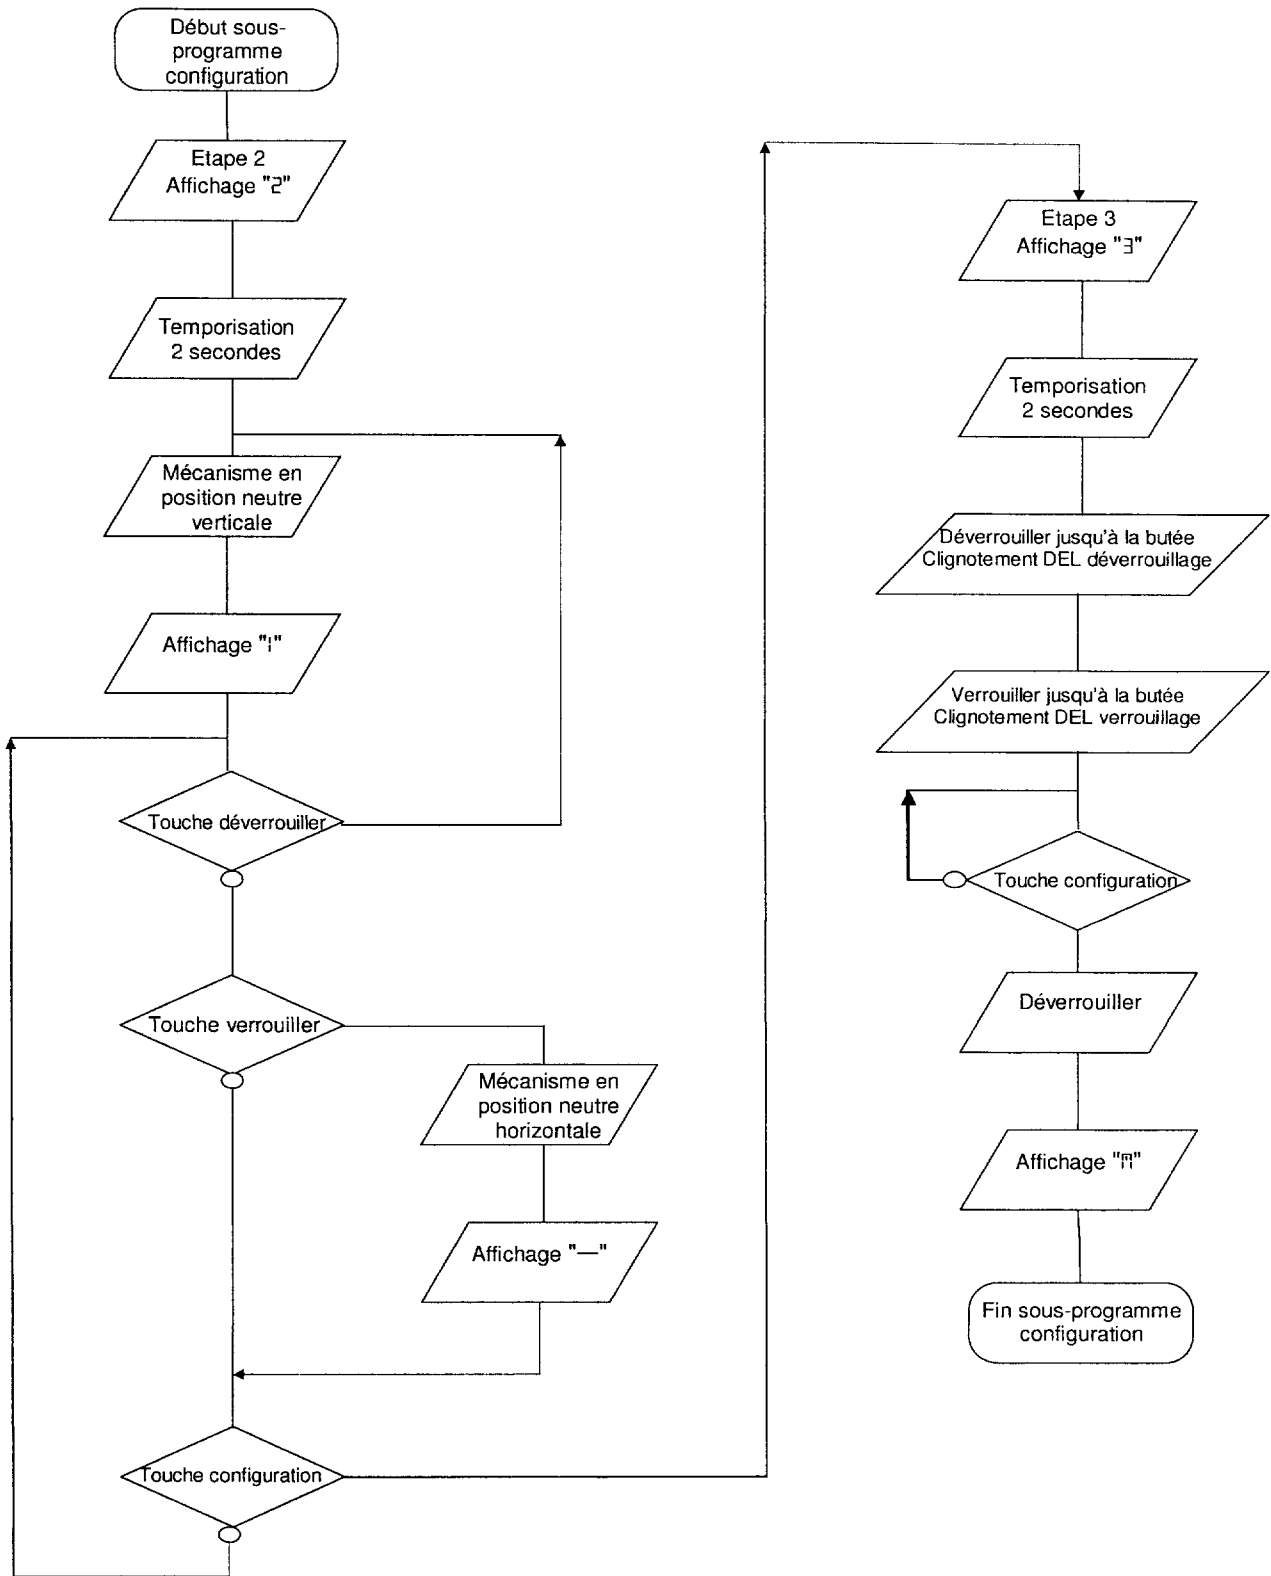 Début sous-
programme
configuration
Etape 2
Affichage "2"
Temporisation
2 secondes
Mécanisme en
position neutre
verticale
Affichage "I"
Touche déverrouiller
Touche verrouiller
Mécanisme en
position neutre
horizontale
Affichage "—"
Touche configuration
Etape 3
Affichage "3"
Temporisation
2 secondes
Déverrouiller jusqu'à la butée
Clignotement DEL déverrouillage
Verrouiller jusqu'à la butée
Clignotement DEL verrouillage
Touche configuration
Déverrouiller
Affichage "M"
Fin sous-programme
configuration